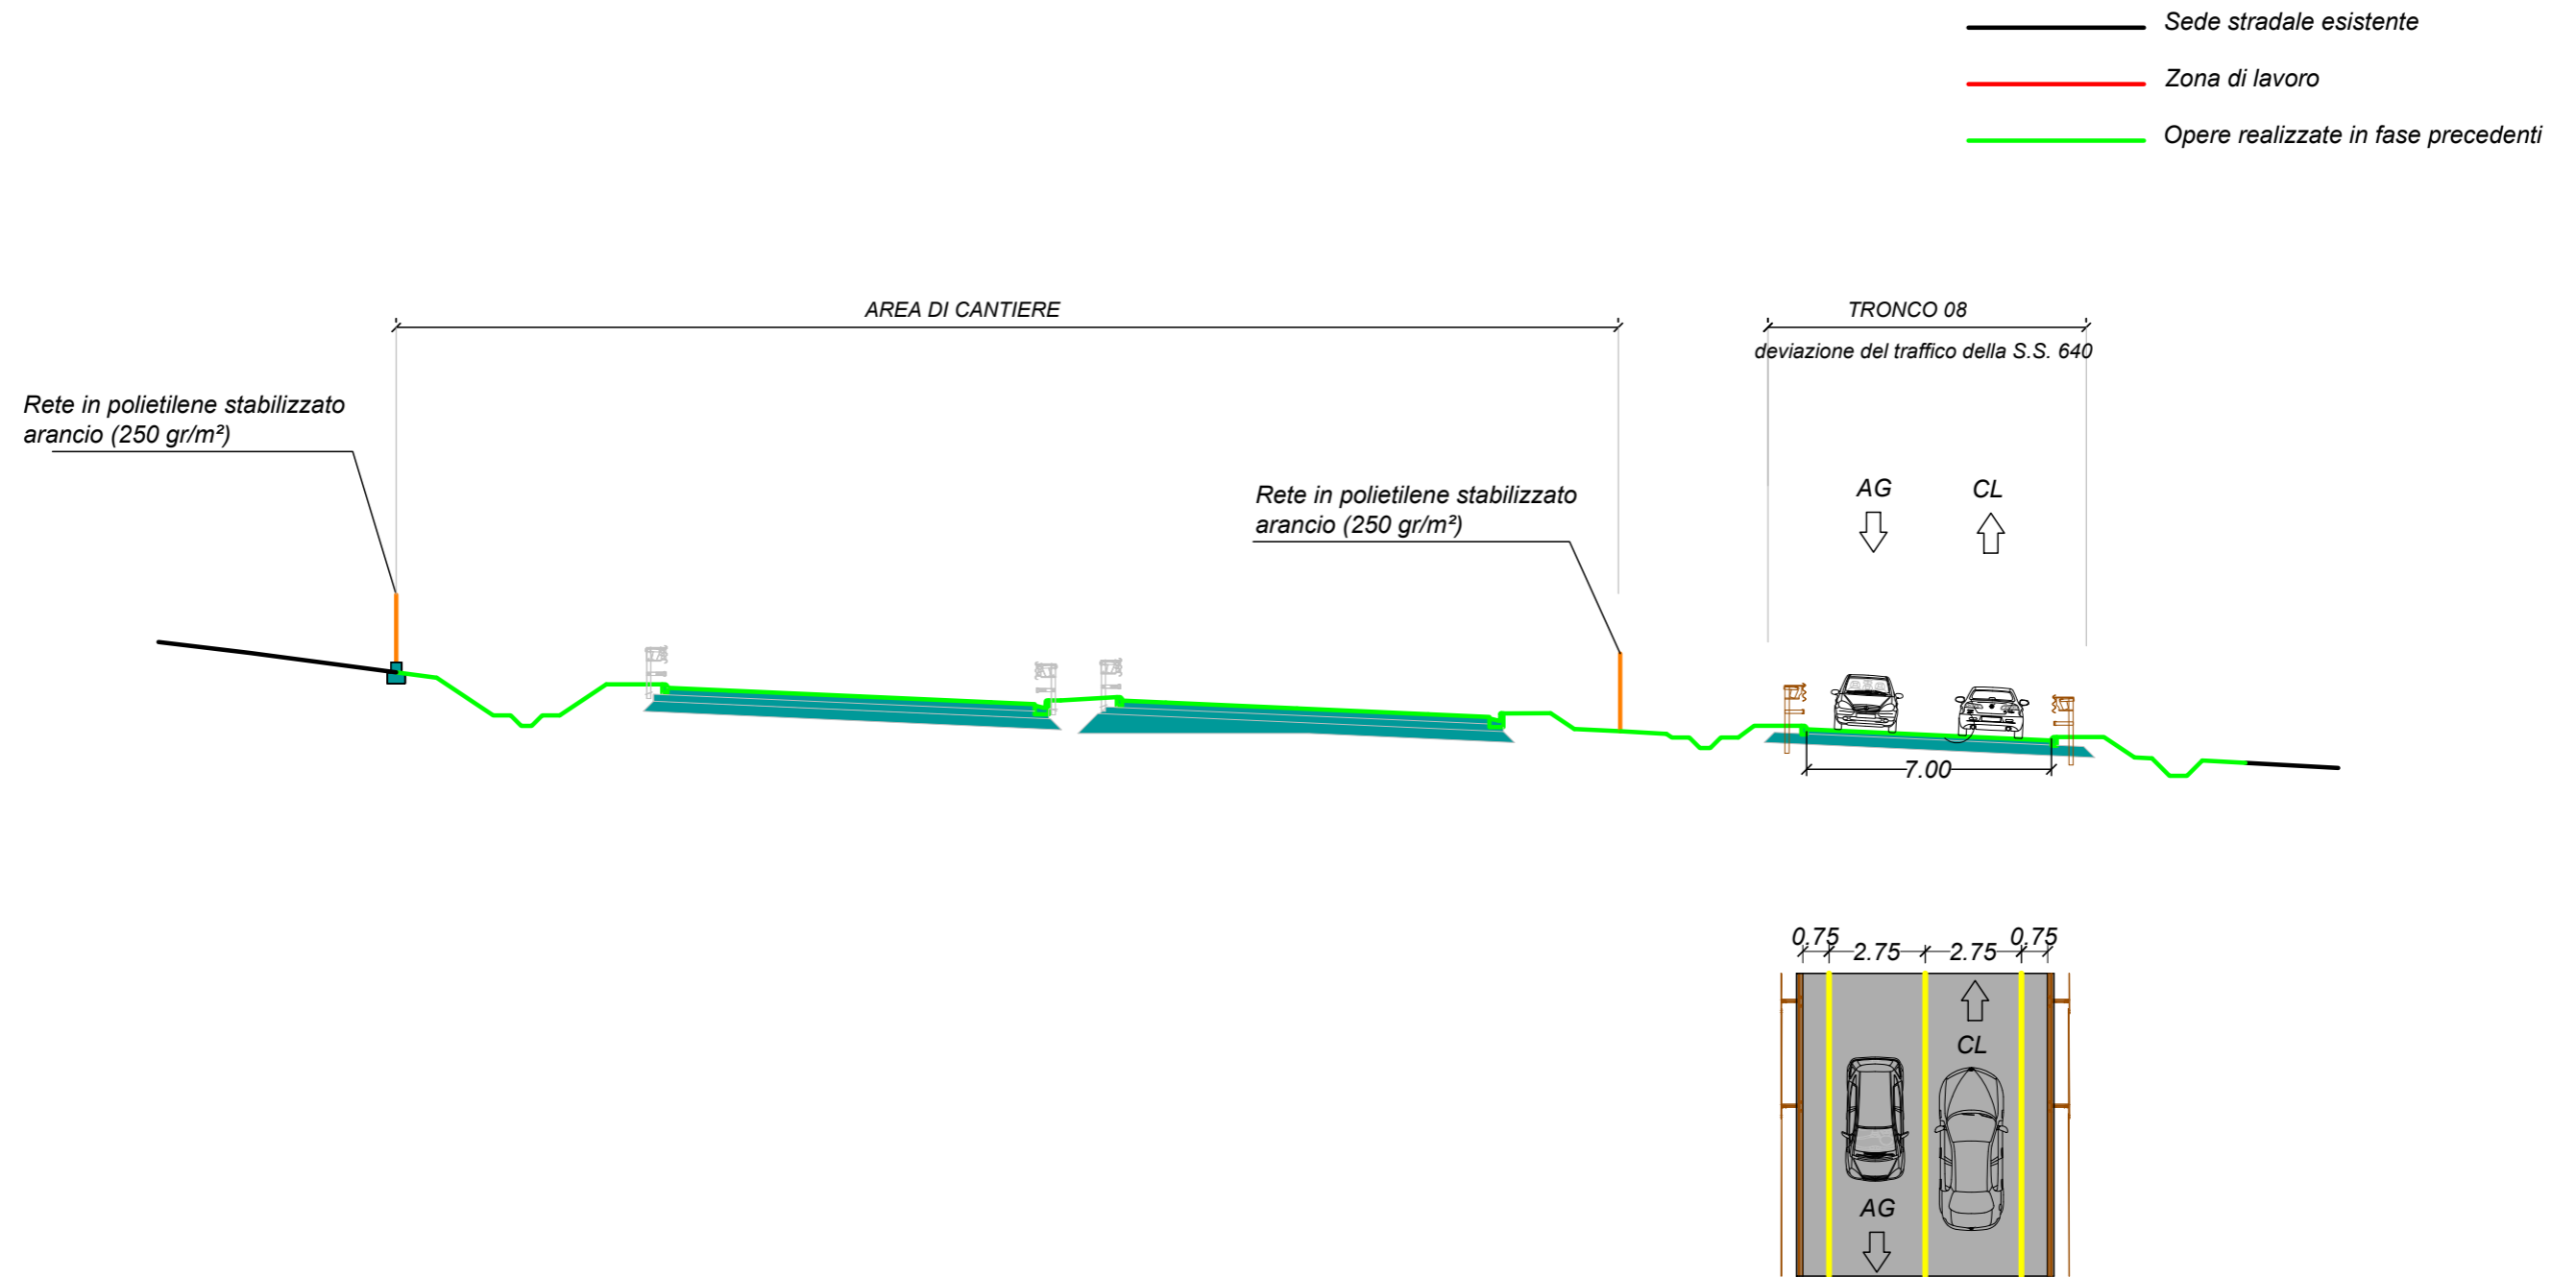 Sede stradale esistente
Zona di lavoro
Opere realizzate in fase precedenti
AREA DI CANTIERE
TRONCO 08
deviazione del traffico della S.S. 640
Rete in polietilene stabilizzato
arancio (250 gr/m²)
Rete in polietilene stabilizzato
arancio (250 gr/m²)
AG CL
7.00
0.75 2.75 2.75 0.75
CL
AG